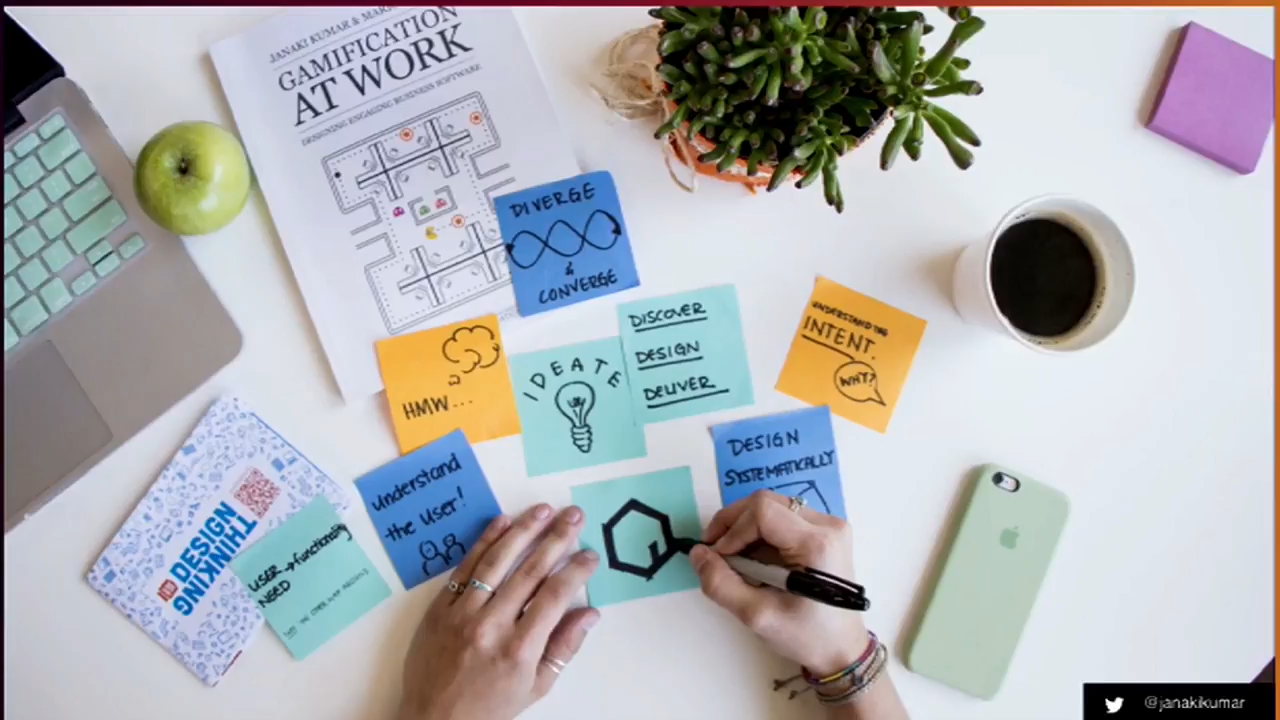 JANAKI KUMAR & MARIO
GAMIFICATION
AT WORK
DESIGNING ENGAGING BUSINESS SOFTWARE
DIVERGE
&
CONVERGE
DISCOVER
DESIGN
DELIVER
UNDERSTAND THE
INTENT.
WHY?
HMW...
IDEATE
DESIGN
SYSTEMATICALLY
understand
the User!
DESIGN
THINKING
USER → functionality
NEED
@janakikumar